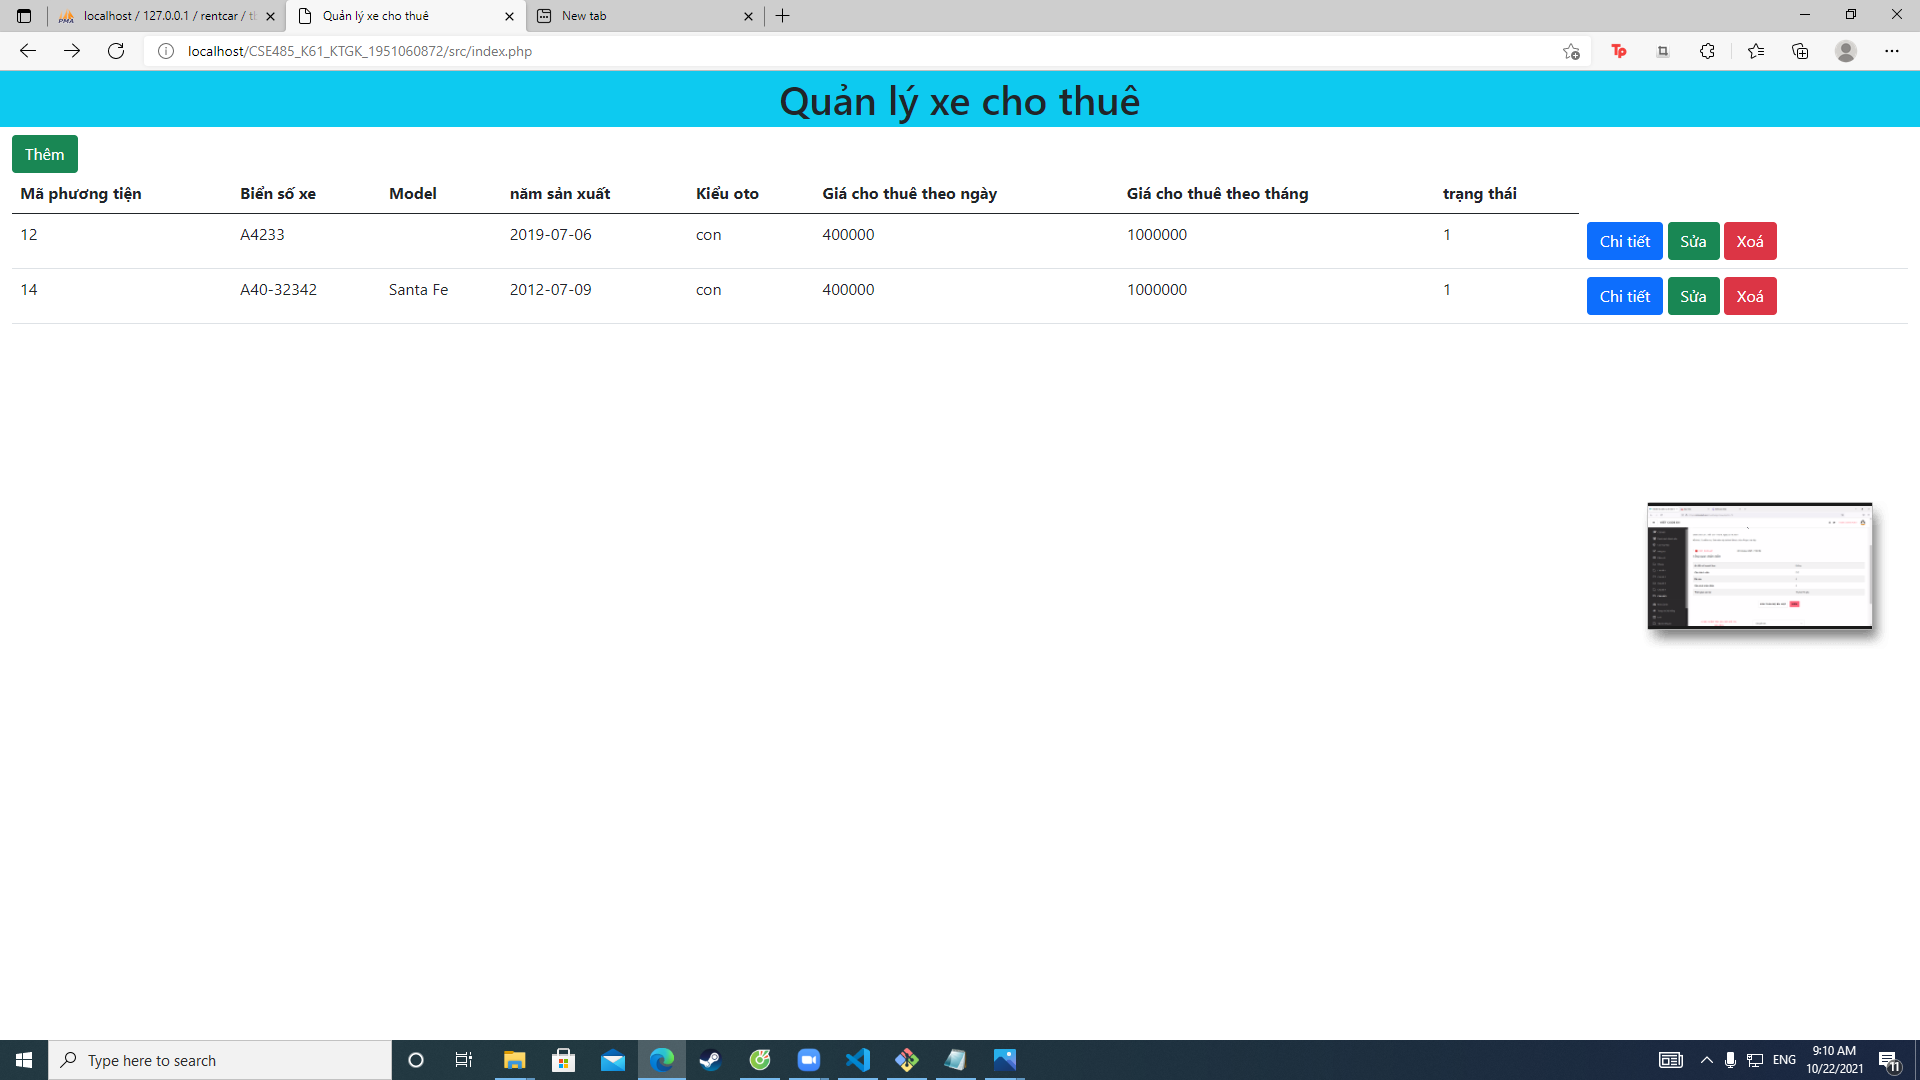 localhost / 127.0.0.1 / rentcar / tb
Quản lý xe cho thuê
New tab
localhost/CSE485_K61_KTGK_1951060872/src/index.php
Quản lý xe cho thuê
Thêm
Mã phương tiện Biển số xe Model năm sản xuất Kiểu oto Giá cho thuê theo ngày Giá cho thuê theo tháng trạng thái
12 A4233 2019-07-06 con 400000 1000000 1 Chi tiết Sửa Xoá
14 A40-32342 Santa Fe 2012-07-09 con 400000 1000000 1 Chi tiết Sửa Xoá
Type here to search
ENG
9:10 AM
10/22/2021
11